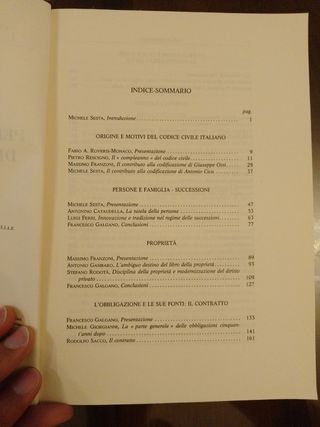 INDICE-SOMMARIO
pag.
MICHELE SESTA, Introduzione 1
ORIGINE E MOTIVI DEL CODICE CIVILE ITALIANO
FABIO A. ROVERSI-MONACO, Presentazione 9
PIETRO RESCIGNO, Il « compleanno » del codice civile 11
MASSIMO FRANZONI, Il contributo alla codificazione di Giuseppe Osti 29
MICHELE SESTA, Il contributo alla codificazione di Antonio Cicu 37
PERSONE E FAMIGLIA - SUCCESSIONI
MICHELE SESTA, Presentazione 47
ANTONINO CATAUDELLA, La tutela della persona 53
LUIGI FERRI, Innovazione e tradizione nel regime delle successioni 63
FRANCESCO GALGANO, Conclusioni 77
PROPRIETÀ
MASSIMO FRANZONI, Presentazione 89
ANTONIO GAMBARO, L'ambiguo destino del libro della proprietà 93
STEFANO RODOTÀ, Disciplina della proprietà e modernizzazione del diritto
privato 109
FRANCESCO GALGANO, Conclusioni 127
L'OBBLIGAZIONE E LE SUE FONTI: IL CONTRATTO
FRANCESCO GALGANO, Presentazione 133
MICHELE GIORGIANNI, La « parte generale » delle obbligazioni cinquan-
t'anni dopo 141
RODOLFO SACCO, Il contratto 161